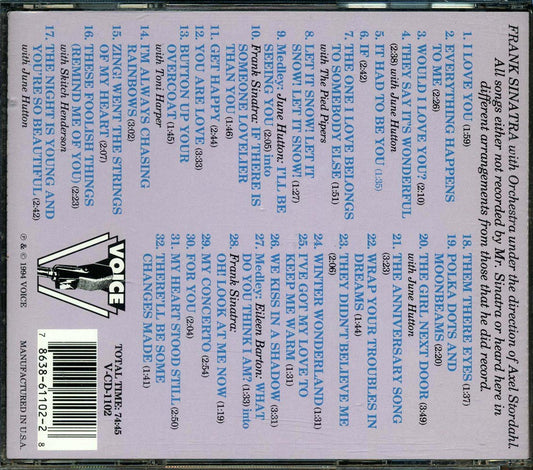 FRANK SINATRA with Orchestra under the direction of Axel Stordahl.
All songs either not recorded by Mr. Sinatra or heard here in
different arrangements from those that he did record.
1. I LOVE YOU (1:59)
2. EVERYTHING HAPPENS
TO ME (2:26)
3. WOULD I LOVE YOU? (2:10)
4. THEY SAY IT'S WONDERFUL
(2:38) with June Hutton
5. IT HAD TO BE YOU (1:35)
6. IF (2:42)
7. THE SOMEBODY BELONGS
TO SOMEBODY ELSE (1:51)
with The Pied Pipers
8. LET IT SNOW! LET IT
SNOW! LET IT SNOW! (1:27)
9. Medley: June Hutton: I'LL BE
SEEING YOU (2:05) into
10. Frank Sinatra: IF THERE IS
SOMEONE LOVELIER
THAN YOU (1:46)
11. GET HAPPY (2:44)
12. YOU ARE LOVE (3:33)
13. BUTTON UP YOUR
OVERCOAT (1:45)
with Toni Harper
14. I'M ALWAYS CHASING
RAINBOWS (3:02)
15. ZING! WENT THE STRINGS
OF MY HEART (2:07)
16. THESE FOOLISH THINGS
(REMIND ME OF YOU) (2:23)
with Skitch Henderson
17. THE NIGHT IS YOUNG AND
YOU'RE SO BEAUTIFUL (2:42)
with June Hutton
18. THEM THERE EYES (1:37)
19. POLKA DOTS AND
MOONBEAMS (2:20)
20. THE GIRL NEXT DOOR (3:49)
with June Hutton
21. THE ANNIVERSARY SONG
(3:23)
22. WRAP YOUR TROUBLES IN
DREAMS (1:44)
23. THEY DIDN'T BELIEVE ME
(2:06)
24. WINTER WONDERLAND (1:31)
25. I'VE GOT MY LOVE TO
KEEP ME WARM (1:31)
26. WE KISS IN A SHADOW (3:31)
27. Medley: Eileen Barton: WHAT
DO YOU THINK I AM (1:33) into
28. Frank Sinatra:
OH! LOOK AT ME NOW (1:19)
29. MY CONCERTO (2:54)
30. FOR YOU (2:04)
31. MY HEART STOOD STILL (2:50)
32. THERE'LL BE SOME
CHANGES MADE (1:41)
VOICE
V
℗ & © 1994 VOICE
TOTAL TIME: 74:45
V-CD-1102
7 8638-61102-2 8
MANUFACTURED IN U.S.A.